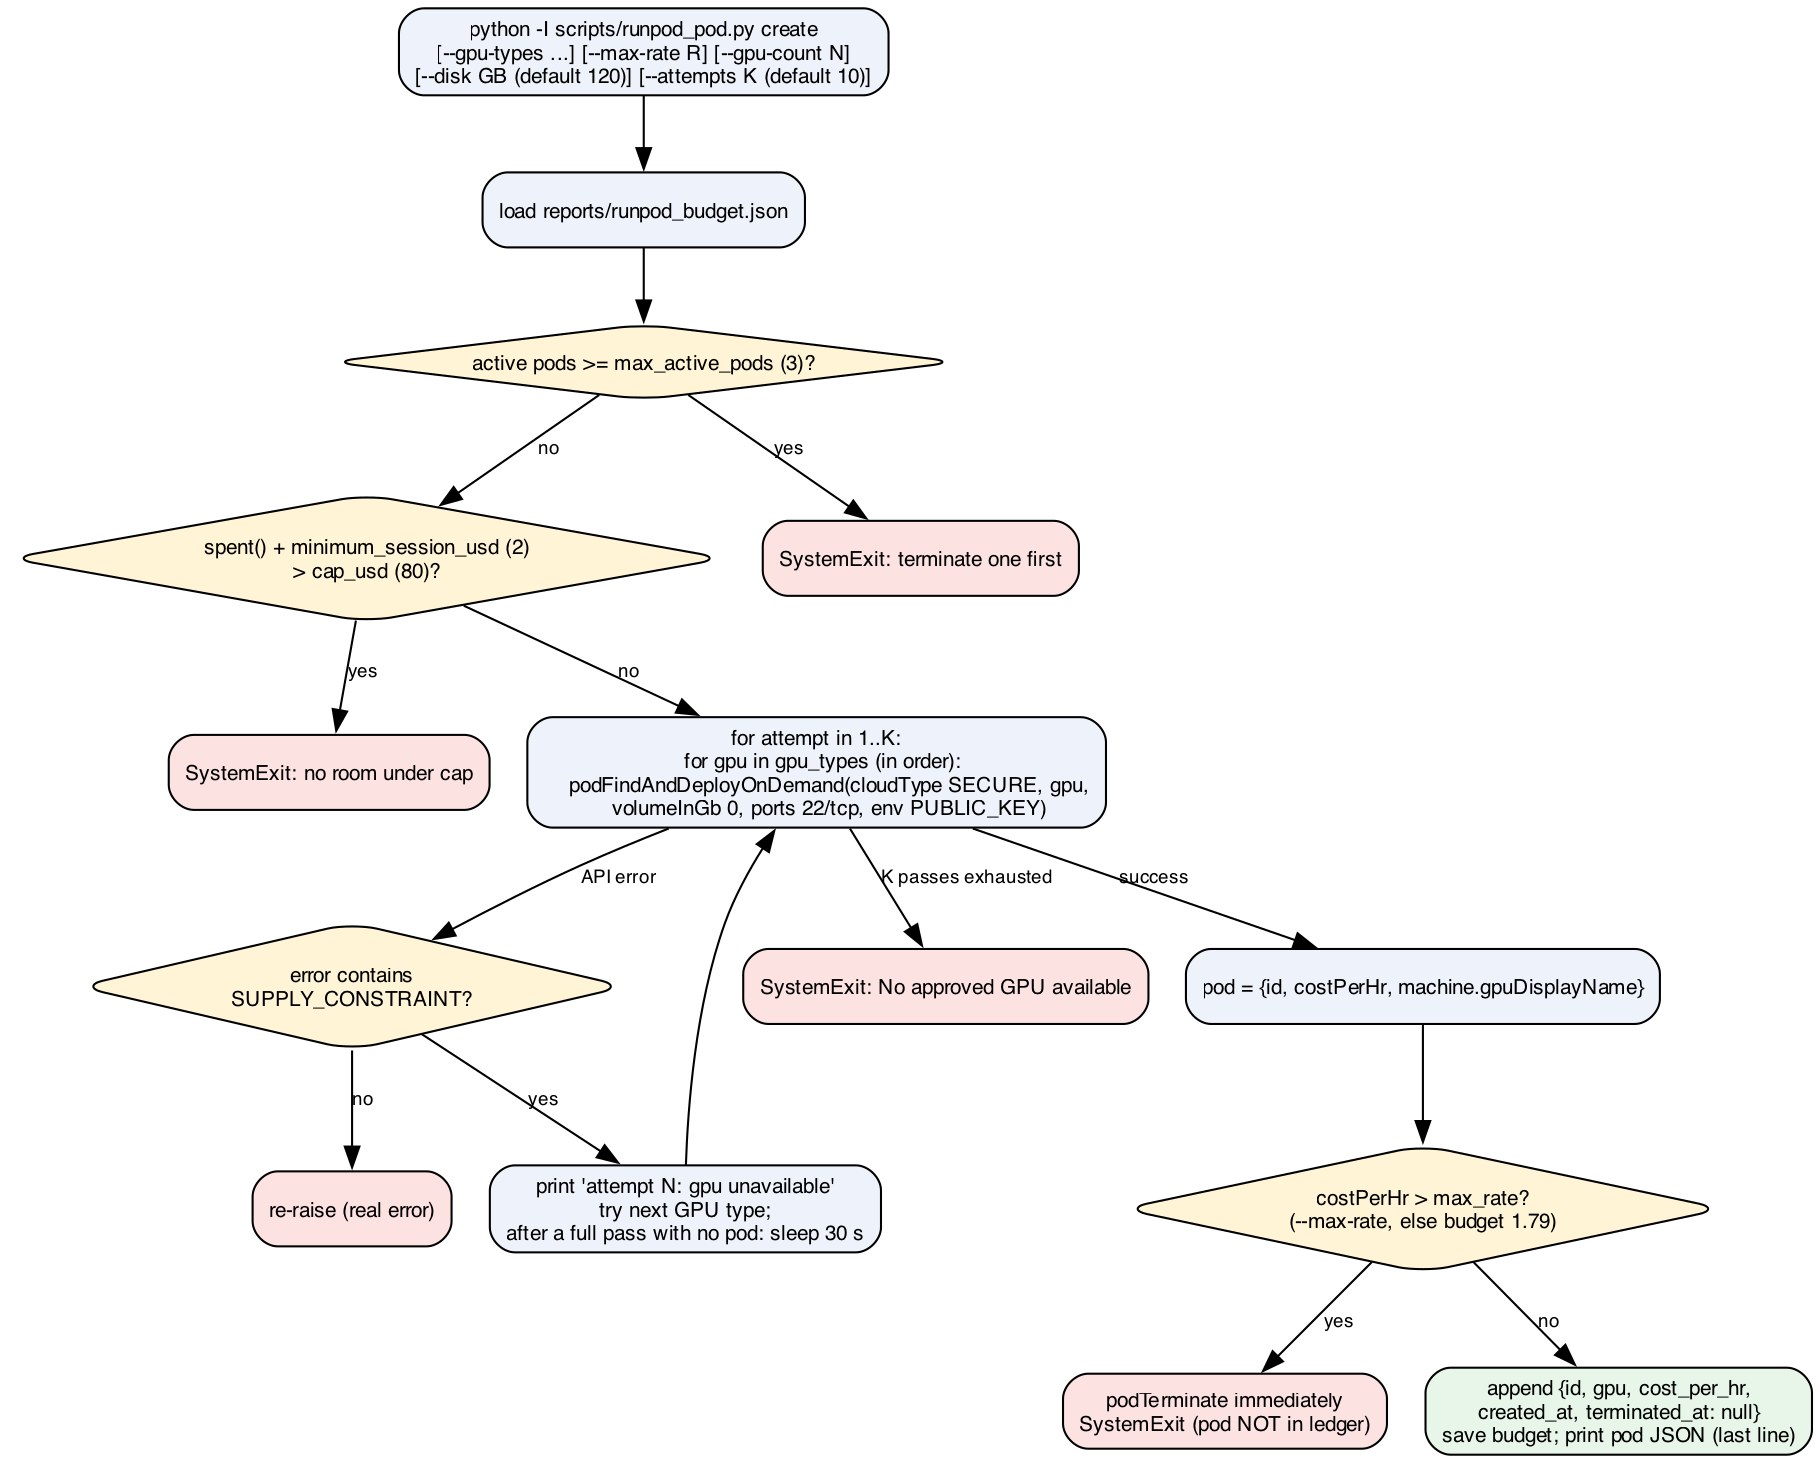 python -I scripts/runpod_pod.py create
[--gpu-types ...] [--max-rate R] [--gpu-count N]
[--disk GB (default 120)] [--attempts K (default 10)]
load reports/runpod_budget.json
active pods >= max_active_pods (3)?
no
yes
spent() + minimum_session_usd (2)
> cap_usd (80)?
SystemExit: terminate one first
yes
no
SystemExit: no room under cap
for attempt in 1..K:
for gpu in gpu_types (in order):
podFindAndDeployOnDemand(cloudType SECURE, gpu,
volumeInGb 0, ports 22/tcp, env PUBLIC_KEY)
API error
K passes exhausted
success
error contains
SUPPLY_CONSTRAINT?
SystemExit: No approved GPU available
pod = {id, costPerHr, machine.gpuDisplayName}
no
yes
re-raise (real error)
print 'attempt N: gpu unavailable'
try next GPU type;
after a full pass with no pod: sleep 30 s
costPerHr > max_rate?
(--max-rate, else budget 1.79)
yes
no
podTerminate immediately
SystemExit (pod NOT in ledger)
append {id, gpu, cost_per_hr,
created_at, terminated_at: null}
save budget; print pod JSON (last line)